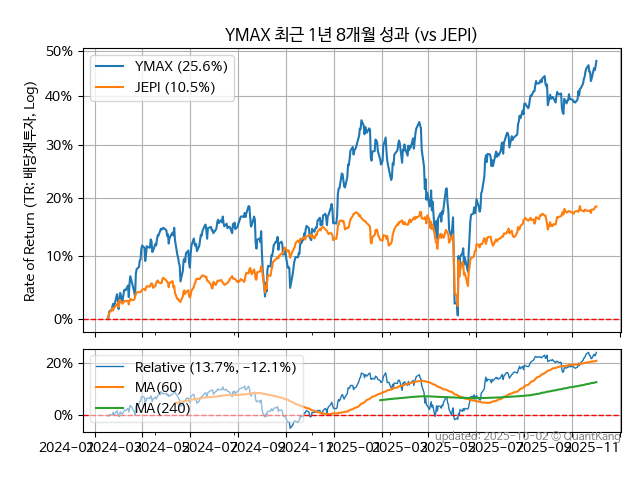 YMAX 최근 1년 8개월 성과 (vs JEPI)
50%
40%
30%
20%
10%
0%
Rate of Return (TR: 배당재투자, Log)
YMAX (25.6%)
JEPI (10.5%)
20%
0%
Relative (13.7%, -12.1%)
MA(60)
MA(240)
updated: 2025-10-02 © QuantKang
2024-01 2024-03 2024-05 2024-07 2024-09 2024-11 2025-01 2025-03 2025-05 2025-07 2025-09 2025-11